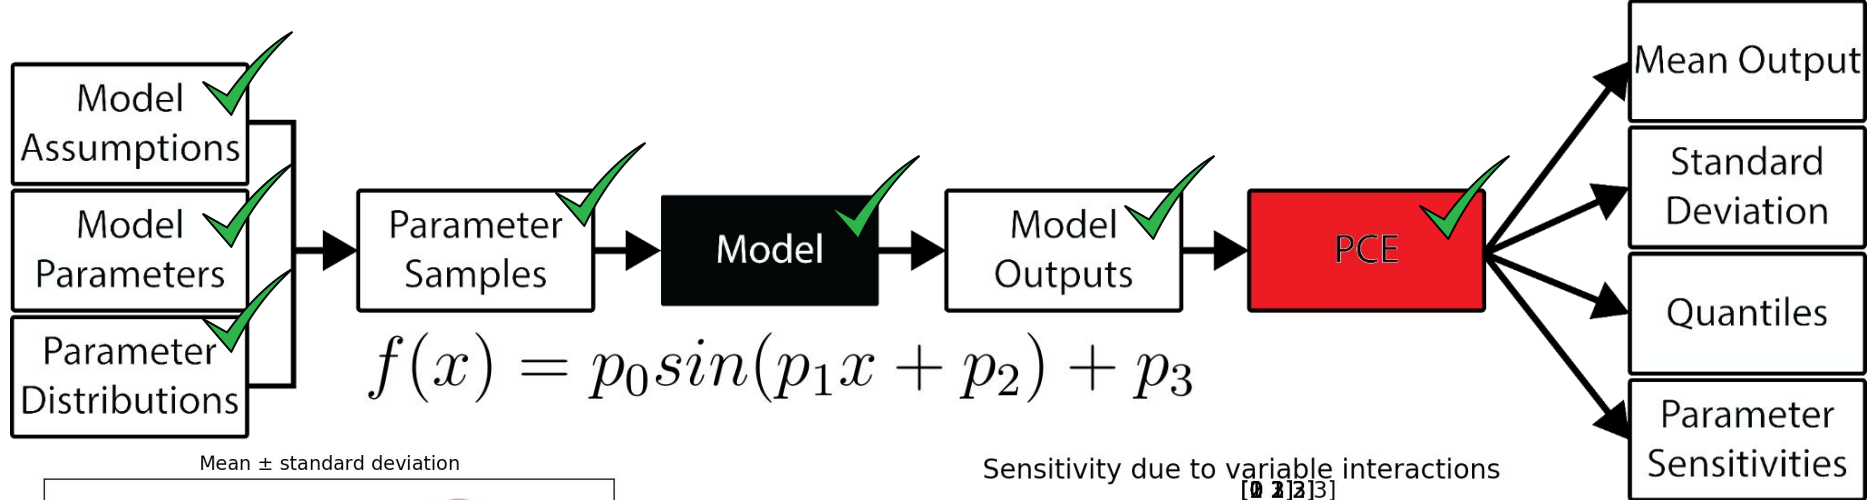 Model
Assumptions
Model
Parameters
Parameter
Distributions
Parameter
Samples
Model
Model
Outputs
PCE
Mean Output
Standard
Deviation
Quantiles
Parameter
Sensitivities
f(x) = p₀sin(p₁x + p₂) + p₃
Mean ± standard deviation
Sensitivity due to variable interactions